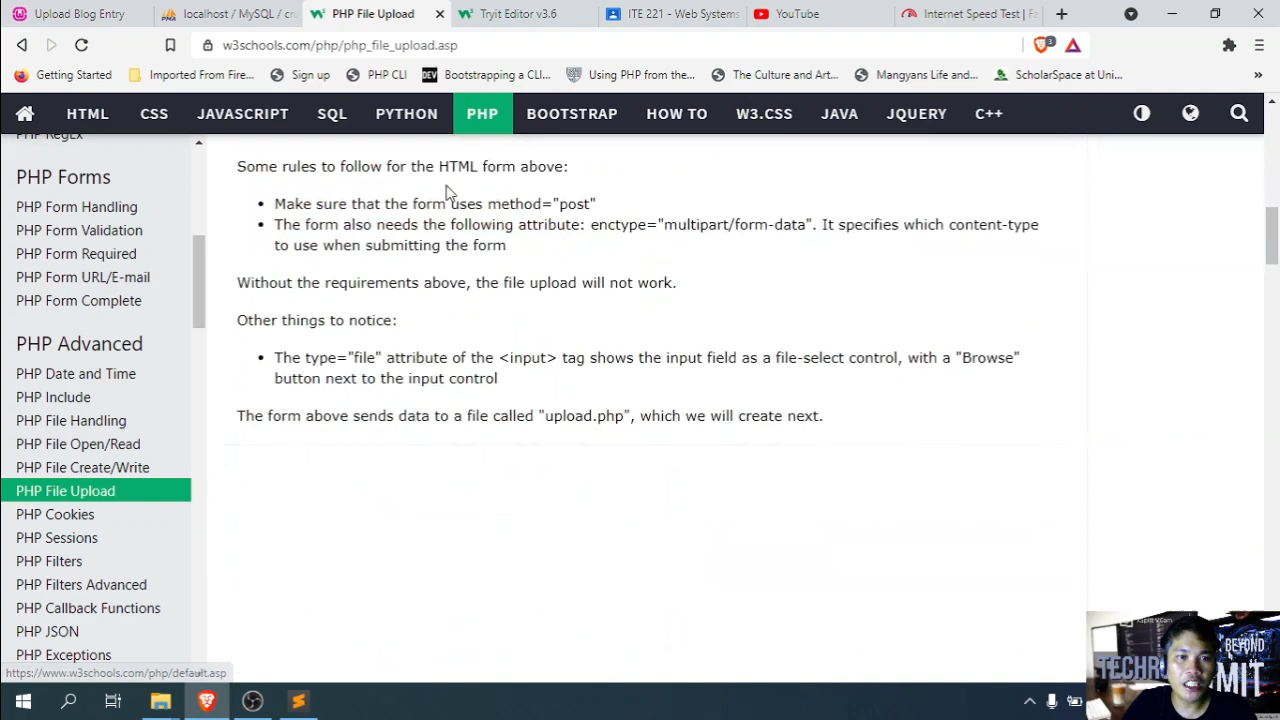 Upload Blog Entry
localhost / MySQL / cru
PHP File Upload
Tryit Editor v3.6
ITE 221 - Web Systems
YouTube
Internet Speed Test | Fa
w3schools.com/php/php_file_upload.asp
3
Getting Started
Imported From Fire...
Sign up
PHP CLI
DEV
Bootstrapping a CLI...
Using PHP from the...
The Culture and Art...
Mangyans Life and...
ScholarSpace at Uni...
HTML
CSS
JAVASCRIPT
SQL
PYTHON
PHP
BOOTSTRAP
HOW TO
W3.CSS
JAVA
JQUERY
C++
PHP RegEx
PHP Forms
PHP Form Handling
PHP Form Validation
PHP Form Required
PHP Form URL/E-mail
PHP Form Complete
PHP Advanced
PHP Date and Time
PHP Include
PHP File Handling
PHP File Open/Read
PHP File Create/Write
PHP File Upload
PHP Cookies
PHP Sessions
PHP Filters
PHP Filters Advanced
PHP Callback Functions
PHP JSON
PHP Exceptions
Some rules to follow for the HTML form above:
• Make sure that the form uses method="post"
• The form also needs the following attribute: enctype="multipart/form-data". It specifies which content-type
to use when submitting the form
Without the requirements above, the file upload will not work.
Other things to notice:
• The type="file" attribute of the <input> tag shows the input field as a file-select control, with a "Browse"
button next to the input control
The form above sends data to a file called "upload.php", which we will create next.
https://www.w3schools.com/php/default.asp
XSplit VCam
BEYOND
MIT